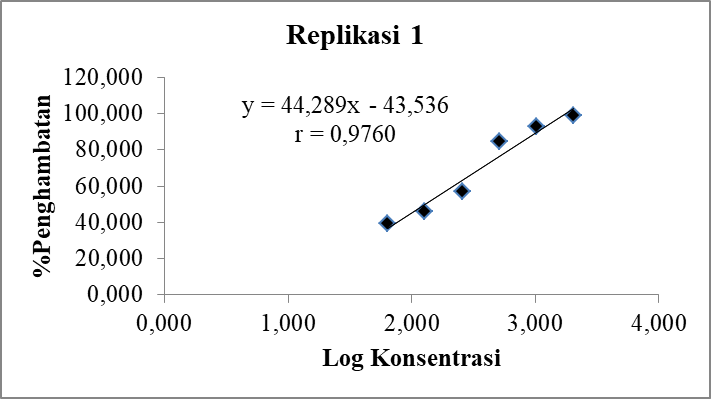 Replikasi 1
120,000
100,000
80,000
60,000
40,000
20,000
0,000
%Penghambatan
y = 44,289x - 43,536
r = 0,9760
0,000 1,000 2,000 3,000 4,000
Log Konsentrasi